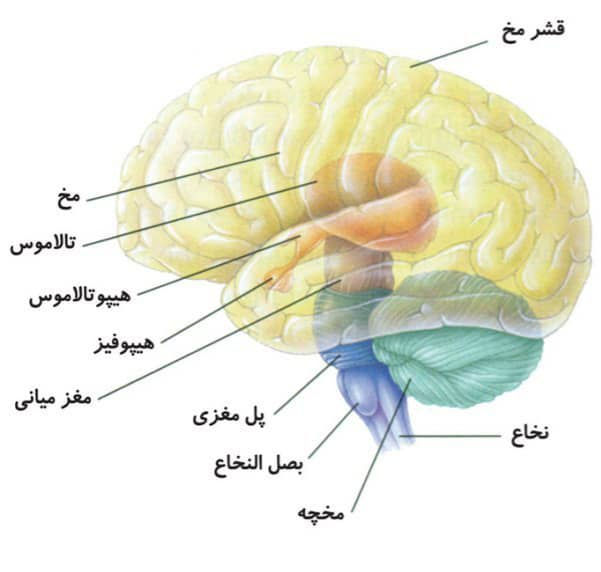 قشر مخ
مخ
تالاموس
هیپوتالاموس
هیپوفیز
مغز میانی
پل مغزی
بصل النخاع
نخاع
مخچه